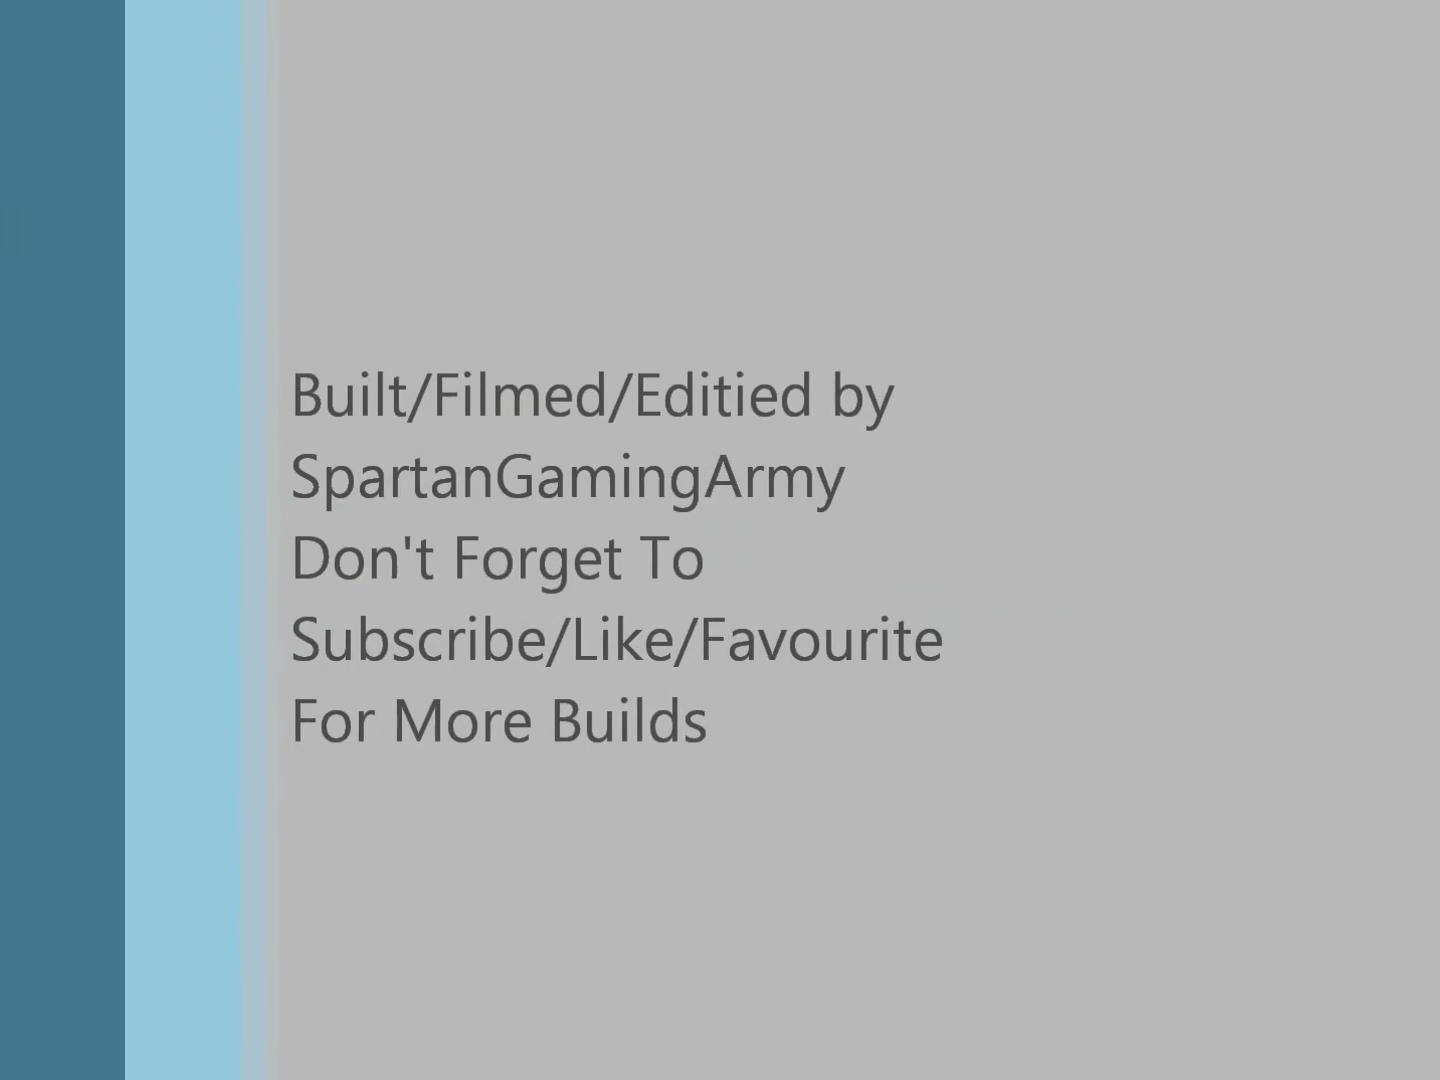 Built/Filmed/Editied by
SpartanGamingArmy
Don't Forget To
Subscribe/Like/Favourite
For More Builds